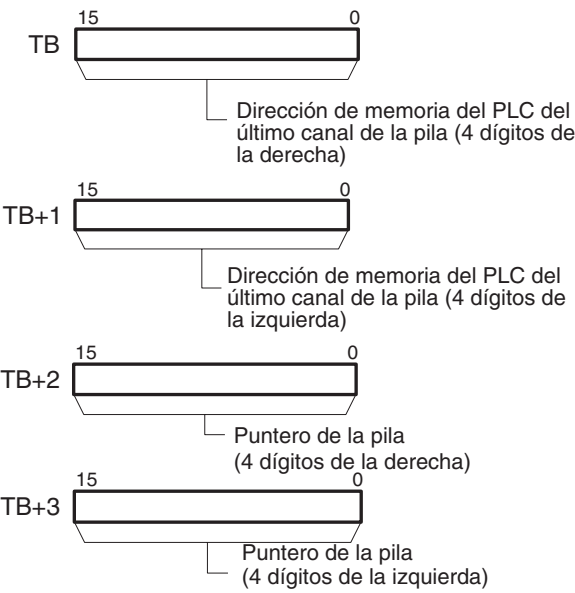 15 0
TB
Dirección de memoria del PLC del
último canal de la pila (4 dígitos de
la derecha)
15 0
TB+1
Dirección de memoria del PLC del
último canal de la pila (4 dígitos de
la izquierda)
15 0
TB+2
Puntero de la pila
(4 dígitos de la derecha)
15 0
TB+3
Puntero de la pila
(4 dígitos de la izquierda)